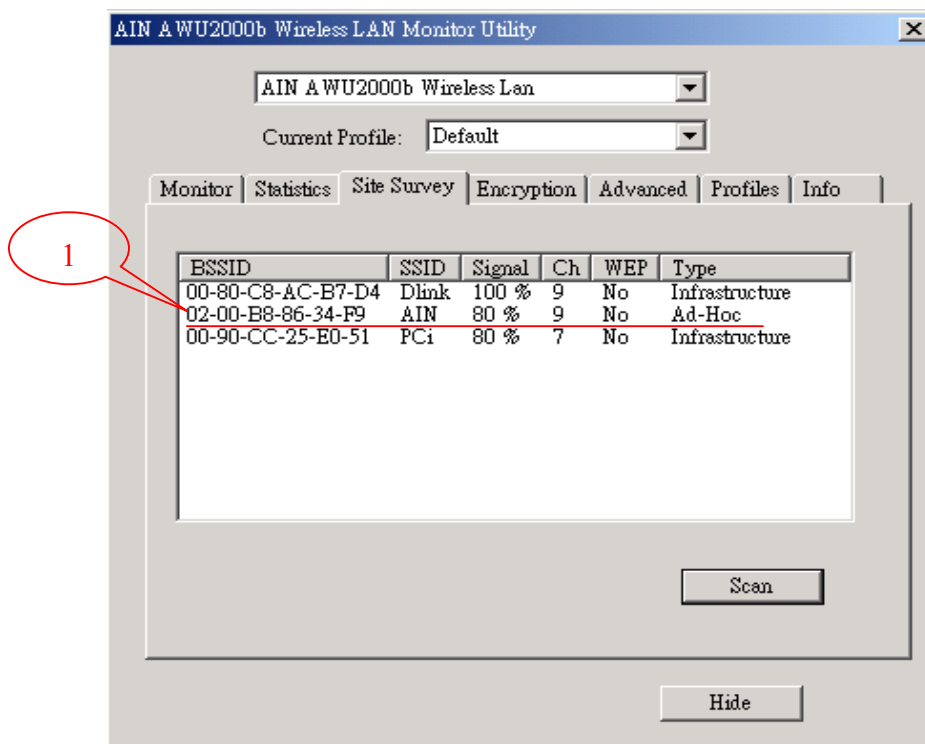 AIN AWU2000b Wireless LAN Monitor Utility
AIN AWU2000b Wireless Lan
Current Profile: Default
Monitor Statistics Site Survey Encryption Advanced Profiles Info
1
BSSID SSID Signal Ch WEP Type
00-80-C8-AC-B7-D4 Dlink 100 % 9 No Infrastructure
02-00-B8-86-34-F9 AIN 80 % 9 No Ad-Hoc
00-90-CC-25-E0-51 PCi 80 % 7 No Infrastructure
Scan
Hide